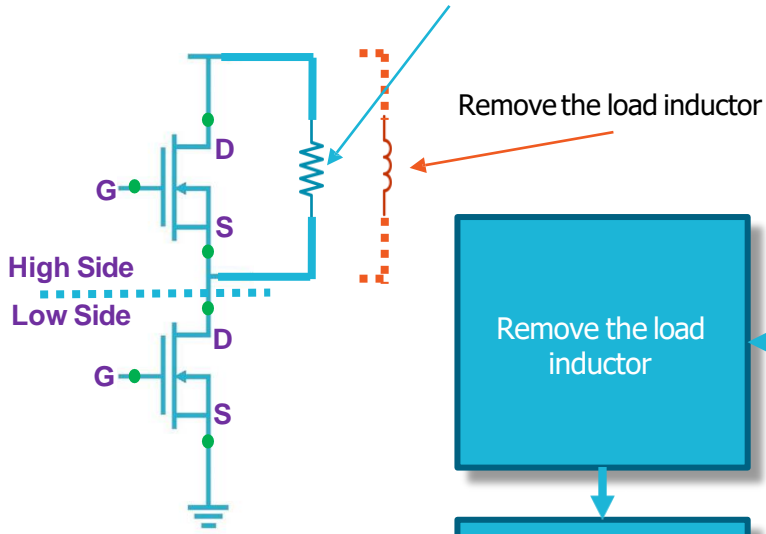 Remove the load inductor
D
G
S
High Side
Low Side
D
G
S
Remove the load
inductor